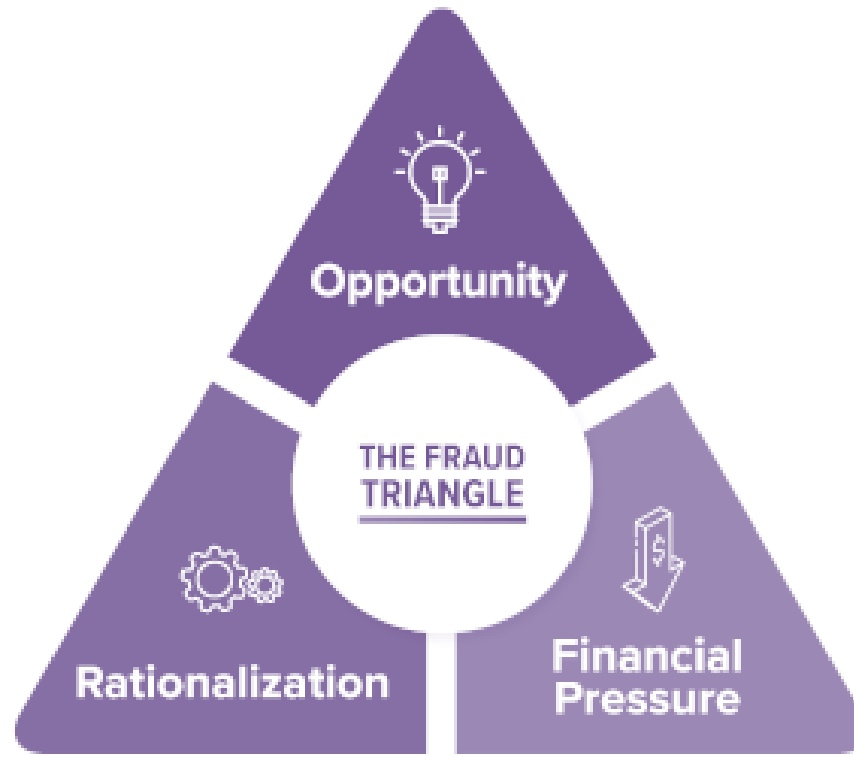 Opportunity
THE FRAUD
TRIANGLE
$
Rationalization
Financial
Pressure